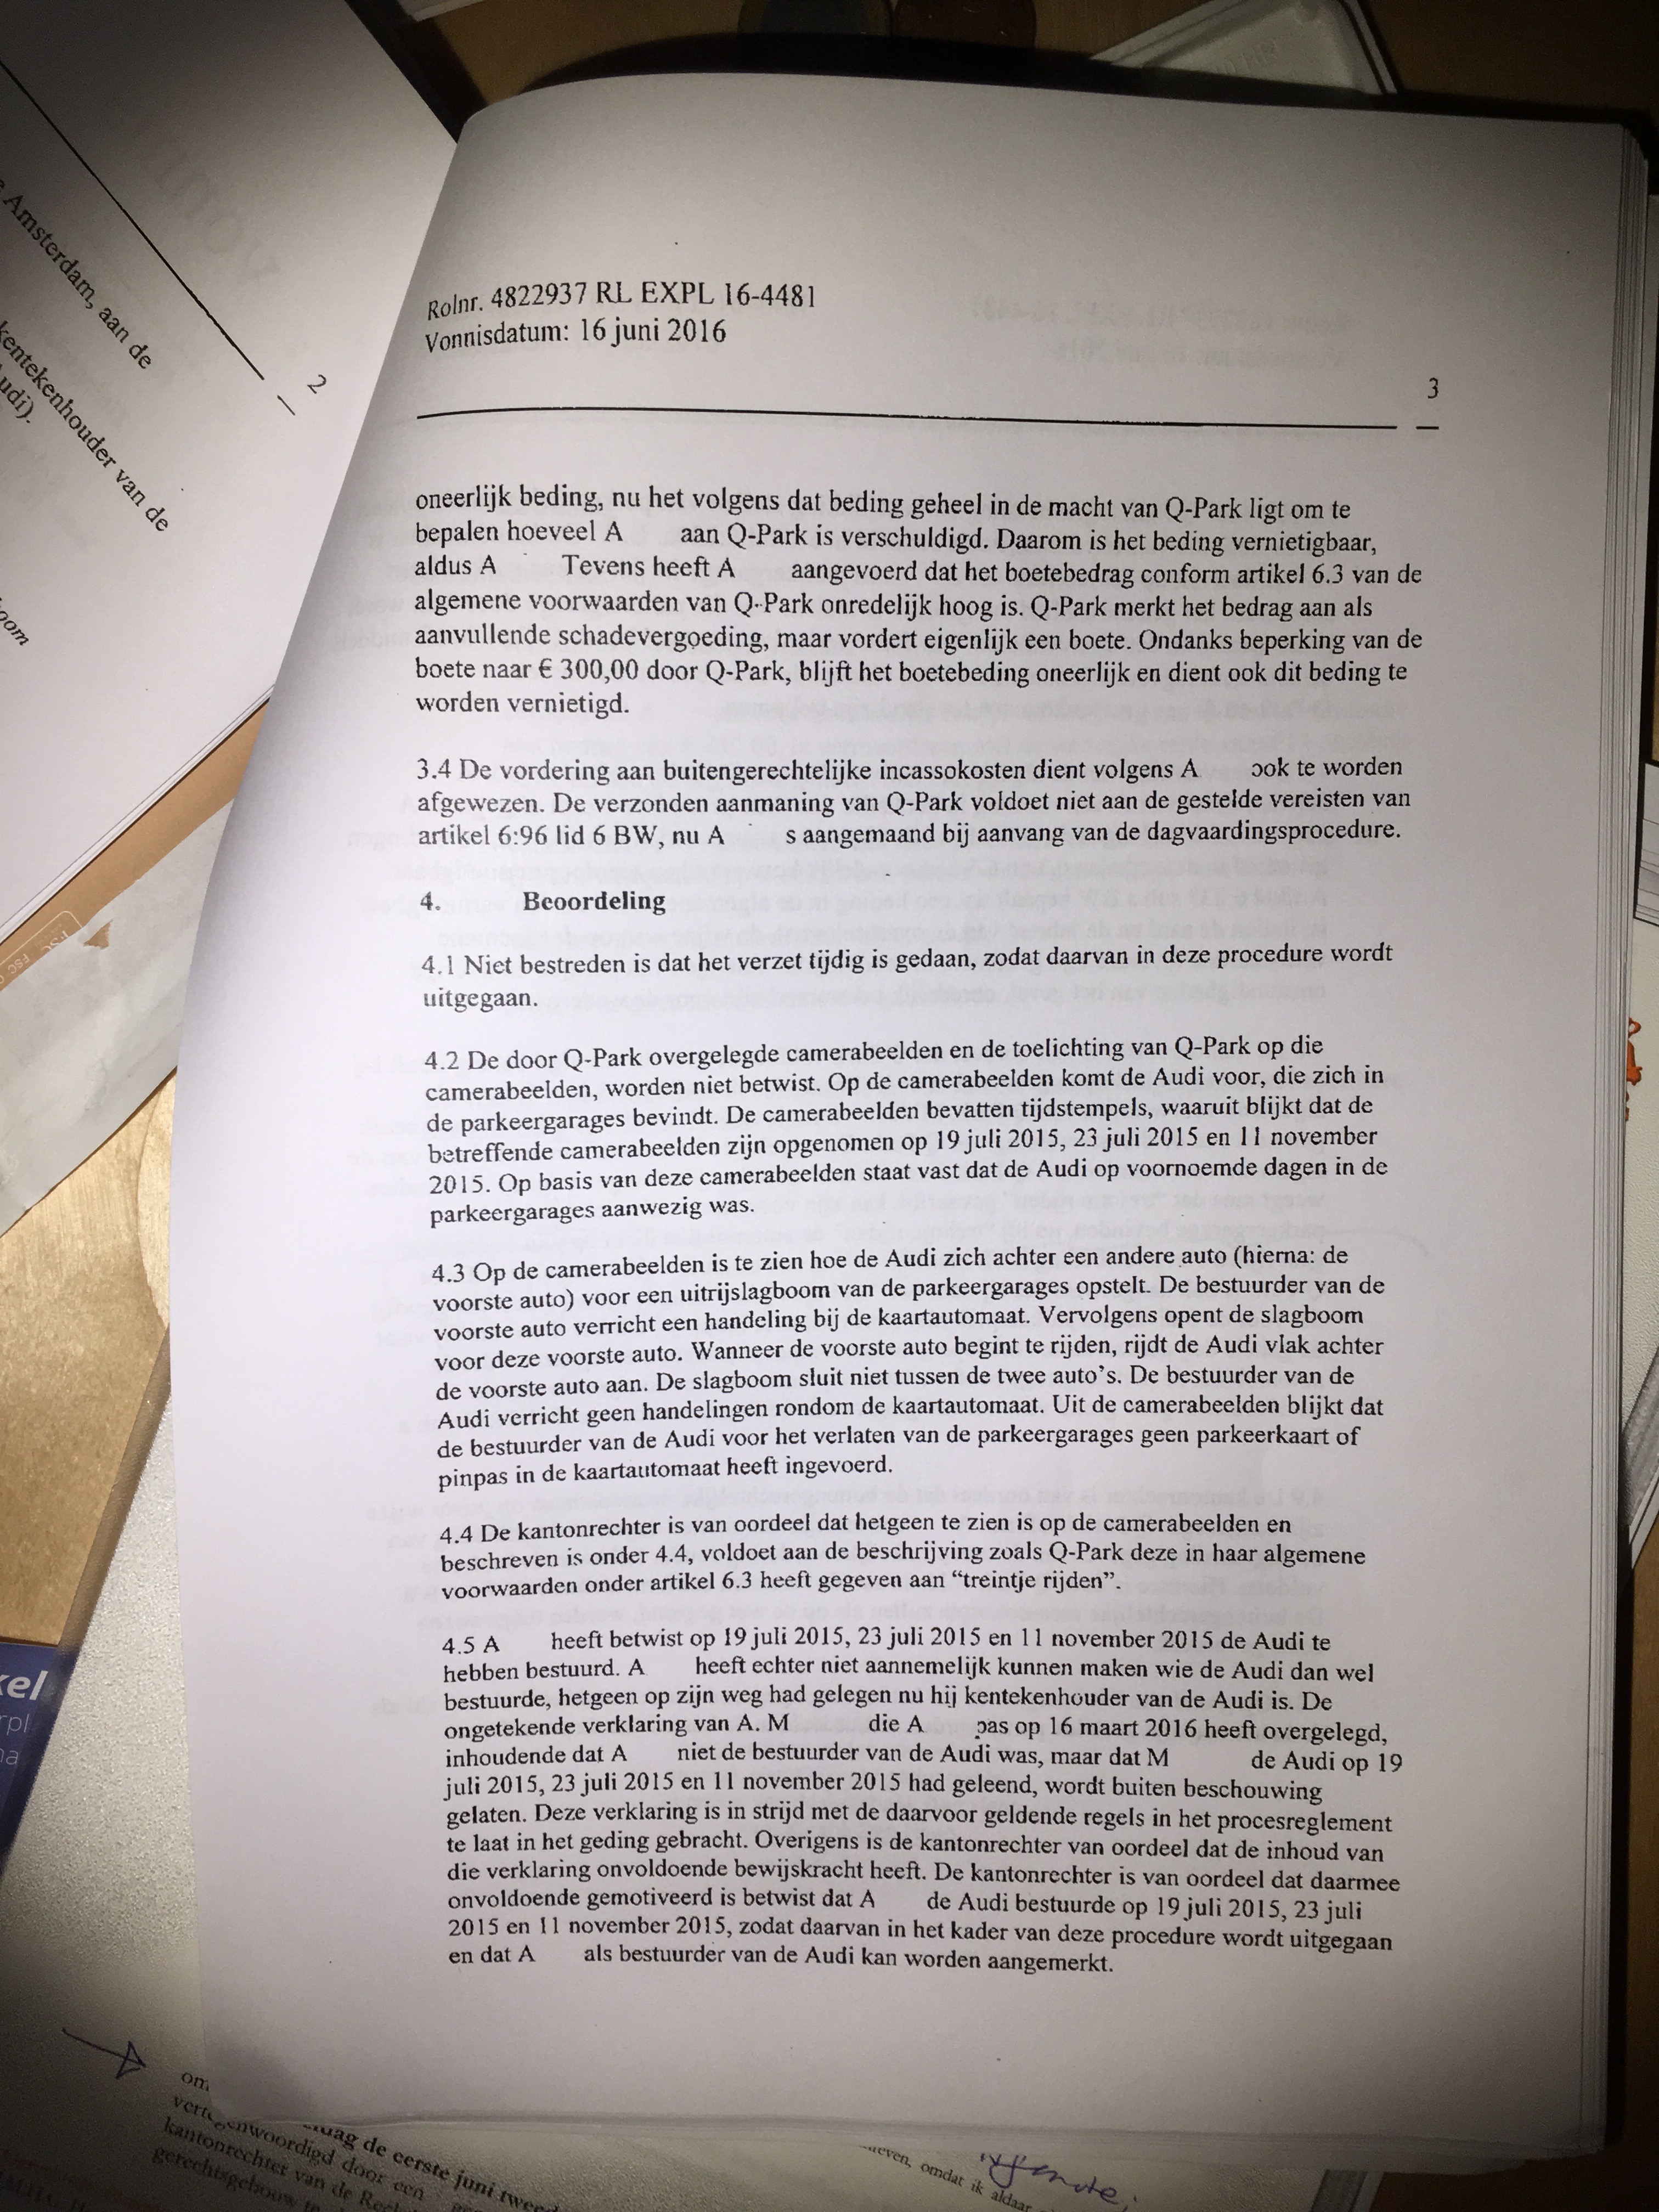 Amsterdam, aan de
kentekenhouder van de
udi).
2
oom
Rolnr. 4822937 RL EXPL 16-4481
Vonnisdatum: 16 juni 2016
3
oneerlijk beding, nu het volgens dat beding geheel in de macht van Q-Park ligt om te
bepalen hoeveel A aan Q-Park is verschuldigd. Daarom is het beding vernietigbaar,
aldus A Tevens heeft A aangevoerd dat het boetebedrag conform artikel 6.3 van de
algemene voorwaarden van Q-Park onredelijk hoog is. Q-Park merkt het bedrag aan als
aanvullende schadevergoeding, maar vordert eigenlijk een boete. Ondanks beperking van de
boete naar € 300,00 door Q-Park, blijft het boetebeding oneerlijk en dient ook dit beding te
worden vernietigd.
3.4 De vordering aan buitengerechtelijke incassokosten dient volgens A ook te worden
afgewezen. De verzonden aanmaning van Q-Park voldoet niet aan de gestelde vereisten van
artikel 6:96 lid 6 BW, nu A s aangemaand bij aanvang van de dagvaardingsprocedure.
4. Beoordeling
4.1 Niet bestreden is dat het verzet tijdig is gedaan, zodat daarvan in deze procedure wordt
uitgegaan.
4.2 De door Q-Park overgelegde camerabeelden en de toelichting van Q-Park op die
camerabeelden, worden niet betwist. Op de camerabeelden komt de Audi voor, die zich in
de parkeergarages bevindt. De camerabeelden bevatten tijdstempels, waaruit blijkt dat de
betreffende camerabeelden zijn opgenomen op 19 juli 2015, 23 juli 2015 en 11 november
2015. Op basis van deze camerabeelden staat vast dat de Audi op voornoemde dagen in de
parkeergarages aanwezig was.
4.3 Op de camerabeelden is te zien hoe de Audi zich achter een andere auto (hierna: de
voorste auto) voor een uitrijslagboom van de parkeergarages opstelt. De bestuurder van de
voorste auto verricht een handeling bij de kaartautomaat. Vervolgens opent de slagboom
voor deze voorste auto. Wanneer de voorste auto begint te rijden, rijdt de Audi vlak achter
de voorste auto aan. De slagboom sluit niet tussen de twee auto's. De bestuurder van de
Audi verricht geen handelingen rondom de kaartautomaat. Uit de camerabeelden blijkt dat
de bestuurder van de Audi voor het verlaten van de parkeergarages geen parkeerkaart of
pinpas in de kaartautomaat heeft ingevoerd.
4.4 De kantonrechter is van oordeel dat hetgeen te zien is op de camerabeelden en
beschreven is onder 4.4, voldoet aan de beschrijving zoals Q-Park deze in haar algemene
voorwaarden onder artikel 6.3 heeft gegeven aan “treintje rijden”.
4.5 A heeft betwist op 19 juli 2015, 23 juli 2015 en 11 november 2015 de Audi te
hebben bestuurd. A heeft echter niet aannemelijk kunnen maken wie de Audi dan wel
bestuurde, hetgeen op zijn weg had gelegen nu hij kentekenhouder van de Audi is. De
ongetekende verklaring van A. M die A pas op 16 maart 2016 heeft overgelegd,
inhoudende dat A niet de bestuurder van de Audi was, maar dat M de Audi op 19
juli 2015, 23 juli 2015 en 11 november 2015 had geleend, wordt buiten beschouwing
gelaten. Deze verklaring is in strijd met de daarvoor geldende regels in het procesreglement
te laat in het geding gebracht. Overigens is de kantonrechter van oordeel dat de inhoud van
die verklaring onvoldoende bewijskracht heeft. De kantonrechter is van oordeel dat daarmee
onvoldoende gemotiveerd is betwist dat A de Audi bestuurde op 19 juli 2015, 23 juli
2015 en 11 november 2015, zodat daarvan in het kader van deze procedure wordt uitgegaan
en dat A als bestuurder van de Audi kan worden aangemerkt.
de eerste juni
door een
kantonrechter van de
omdat ik aldaar